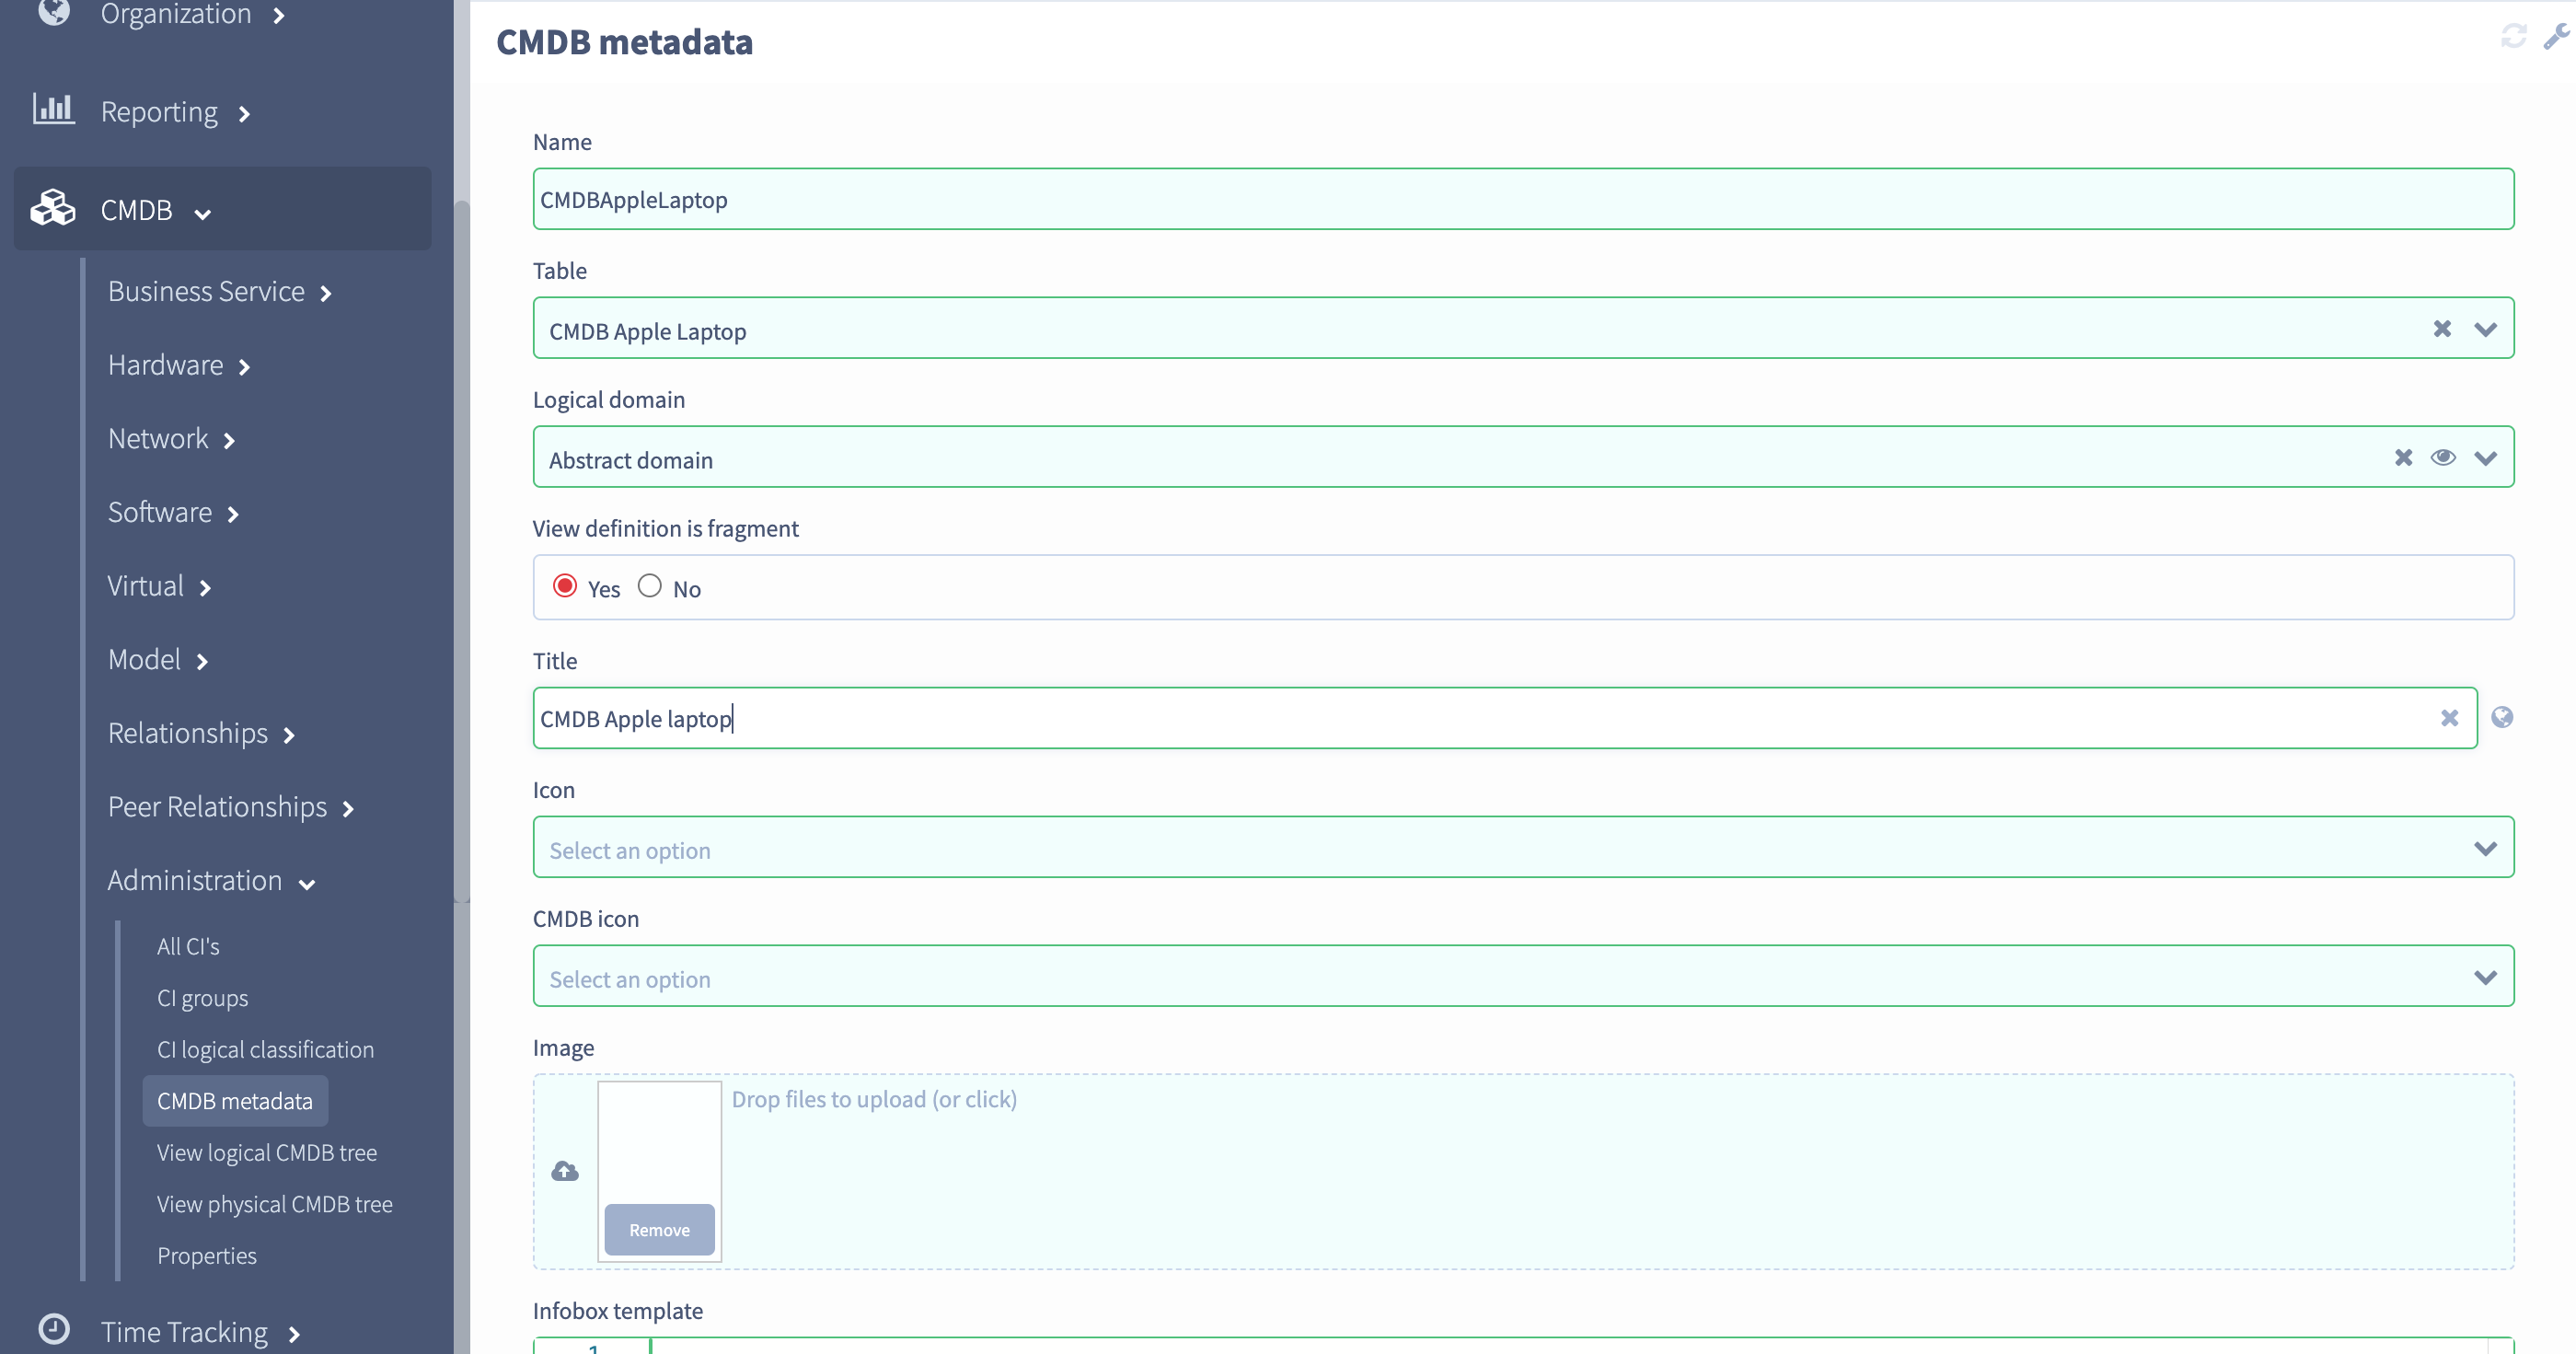 Organization
Reporting
CMDB
Business Service
Hardware
Network
Software
Virtual
Model
Relationships
Peer Relationships
Administration
All CI's
CI groups
CI logical classification
CMDB metadata
View logical CMDB tree
View physical CMDB tree
Properties
Time Tracking
CMDB metadata
Name
CMDBAppleLaptop
Table
CMDB Apple Laptop
Logical domain
Abstract domain
View definition is fragment
Yes No
Title
CMDB Apple laptop
Icon
Select an option
CMDB icon
Select an option
Image
Drop files to upload (or click)
Remove
Infobox template
1